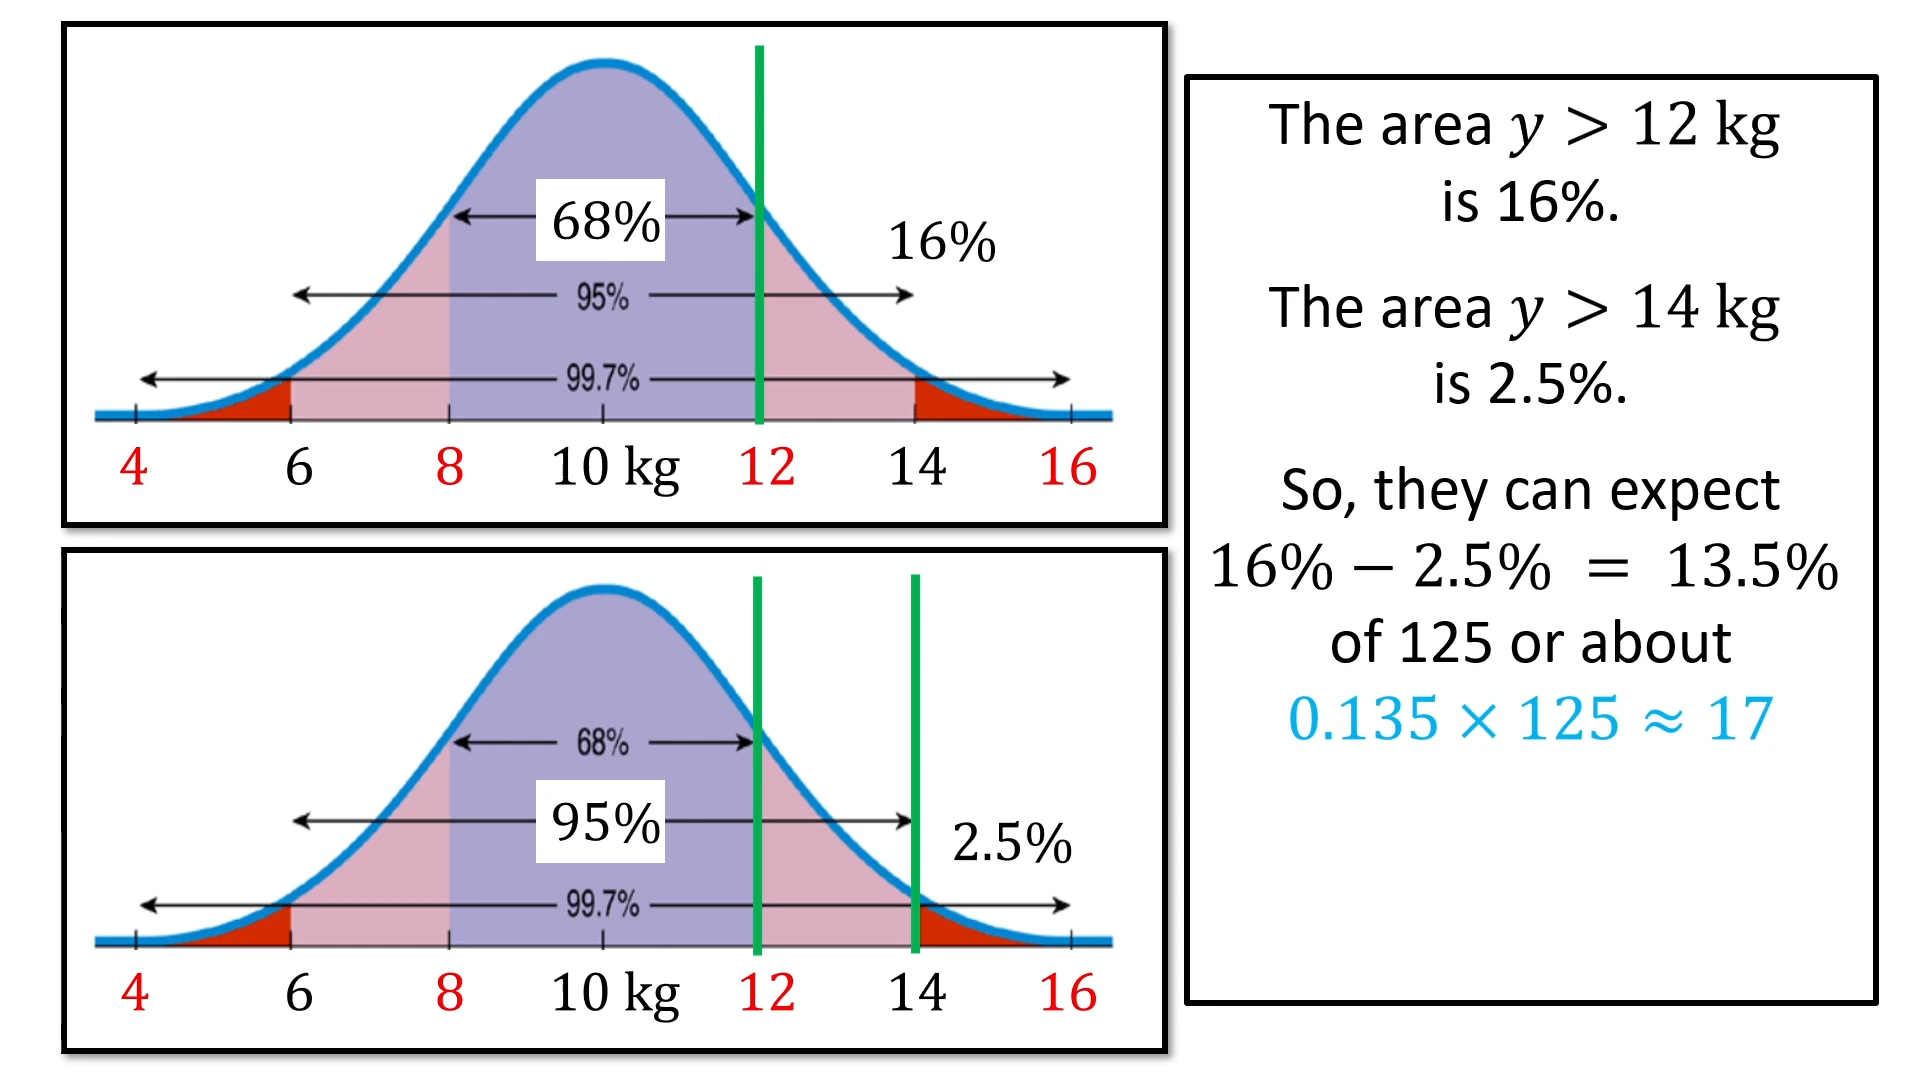 68%
16%
95%
99.7%
4 6 8 10 kg 12 14 16
68%
95%
2.5%
99.7%
4 6 8 10 kg 12 14 16
The area y > 12 kg
is 16%.
The area y > 14 kg
is 2.5%.
So, they can expect
16% − 2.5% = 13.5%
of 125 or about
0.135 × 125 ≈ 17